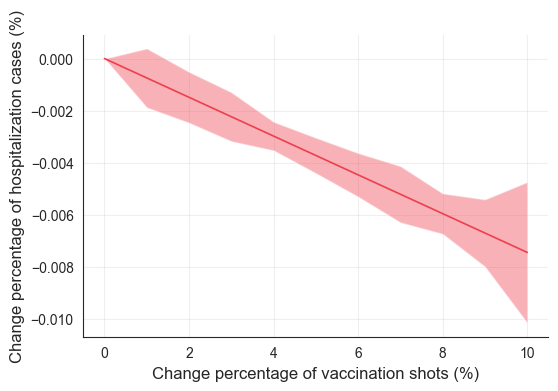 Change percentage of hospitalization cases (%)
0.000
−0.002
−0.004
−0.006
−0.008
−0.010
0 2 4 6 8 10
Change percentage of vaccination shots (%)